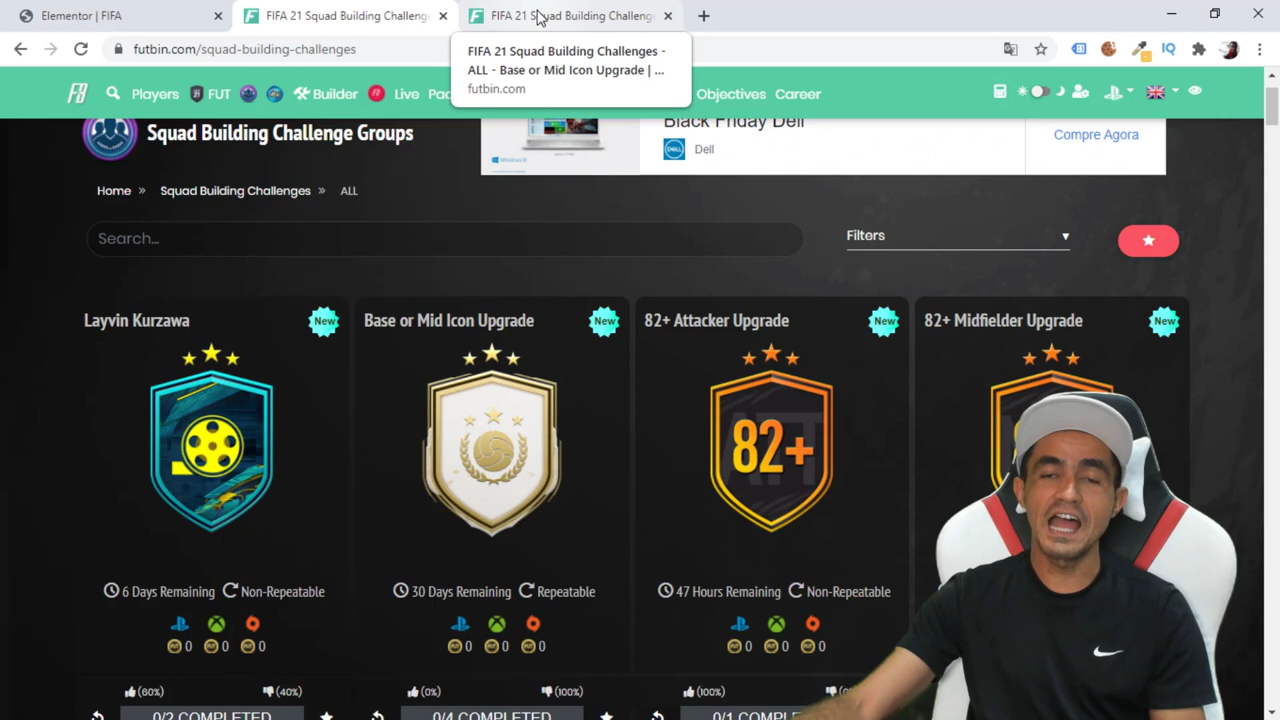 Elementor | FIFA
FIFA 21 Squad Building Challeng
FIFA 21 Squad Building Challeng
futbin.com/squad-building-challenges
FIFA 21 Squad Building Challenges -
ALL - Base or Mid Icon Upgrade | ...
futbin.com
IQ
Players FUT Builder Live Objectives Career
Squad Building Challenge Groups
Black Friday Dell
DELL
Dell
Compre Agora
Home » Squad Building Challenges » ALL
Search...
Filters
Layvin Kurzawa New
Base or Mid Icon Upgrade New
82+ Attacker Upgrade New
82+ Midfielder Upgrade New
82+
6 Days Remaining Non-Repeatable
30 Days Remaining Repeatable
47 Hours Remaining Non-Repeatable
0 0 0
0 0 0
0 0 0
(60%) (40%)
(0%) (100%)
(100%)
0/2 COMPLETED
0/4 COMPLETED
0/1 COMPLETED